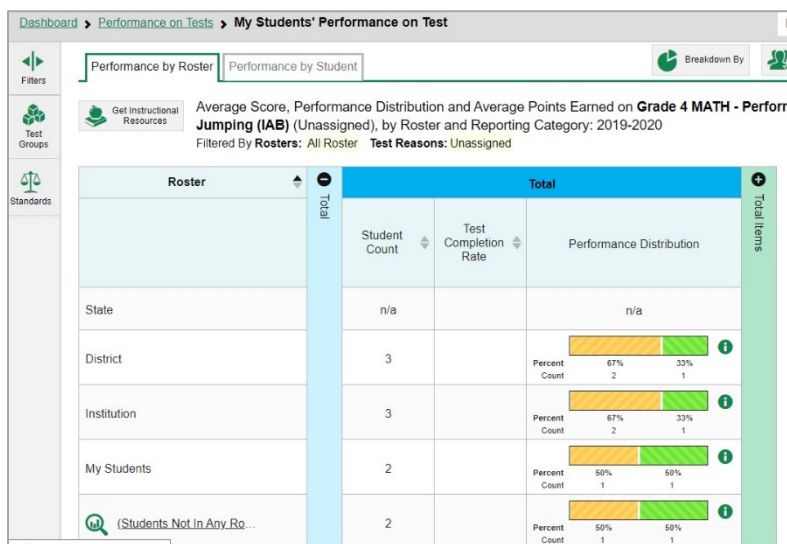 Dashboard > Performance on Tests > My Students' Performance on Test
Filters
Test
Groups
Standards
Performance by Roster
Performance by Student
Breakdown By
Get Instructional
Resources
Average Score, Performance Distribution and Average Points Earned on Grade 4 MATH - Perfor
Jumping (IAB) (Unassigned), by Roster and Reporting Category: 2019-2020
Filtered By Rosters: All Roster Test Reasons: Unassigned
Roster
Total
Total
Total Items
Student
Count
Test
Completion
Rate
Performance Distribution
State
n/a
n/a
District
3
Percent 67% 33%
Count 2 1
Institution
3
Percent 67% 33%
Count 2 1
My Students
2
Percent 50% 50%
Count 1 1
(Students Not In Any Ro...
2
Percent 50% 50%
Count 1 1